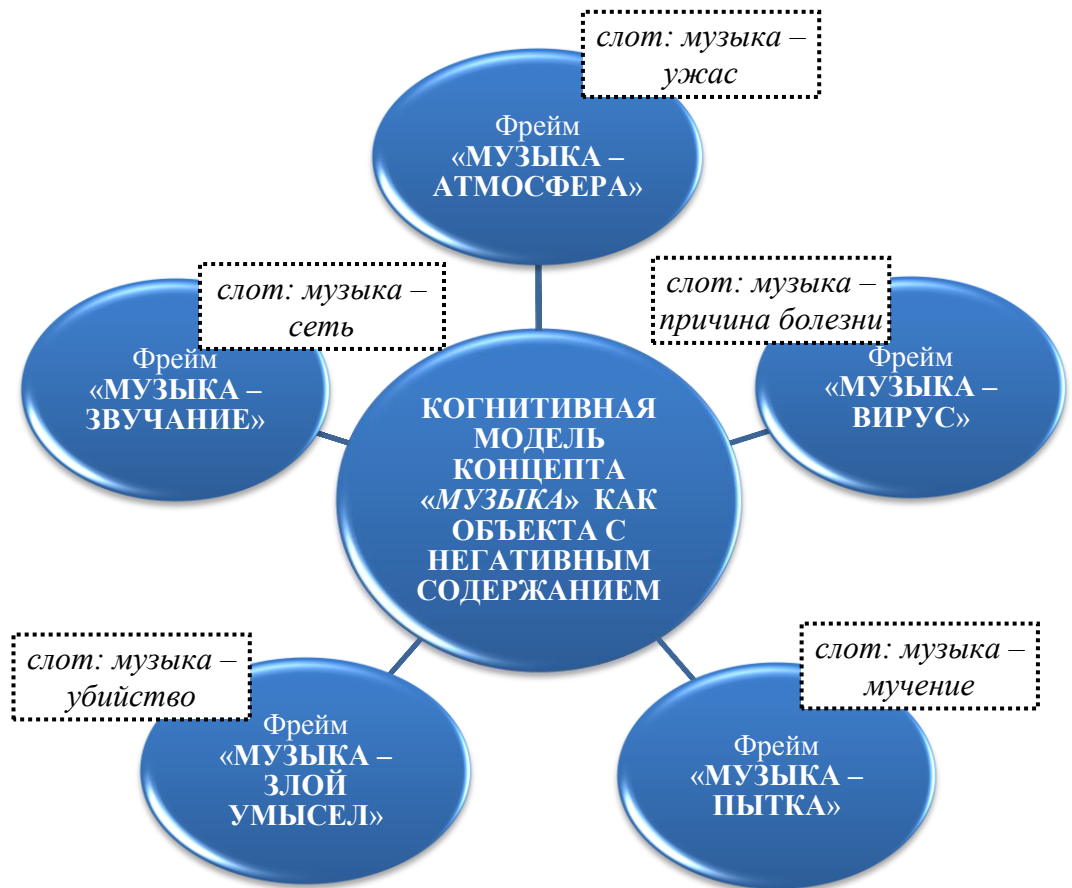 слот: музыка –
ужас
Фрейм
«МУЗЫКА –
АТМОСФЕРА»
слот: музыка –
сеть
Фрейм
«МУЗЫКА –
ЗВУЧАНИЕ»
слот: музыка –
причина болезни
Фрейм
«МУЗЫКА –
ВИРУС»
КОГНИТИВНАЯ
МОДЕЛЬ
КОНЦЕПТА
«МУЗЫКА» КАК
ОБЪЕКТА С
НЕГАТИВНЫМ
СОДЕРЖАНИЕМ
слот: музыка –
убийство
Фрейм
«МУЗЫКА –
ЗЛОЙ
УМЫСЕЛ»
слот: музыка –
мучение
Фрейм
«МУЗЫКА –
ПЫТКА»